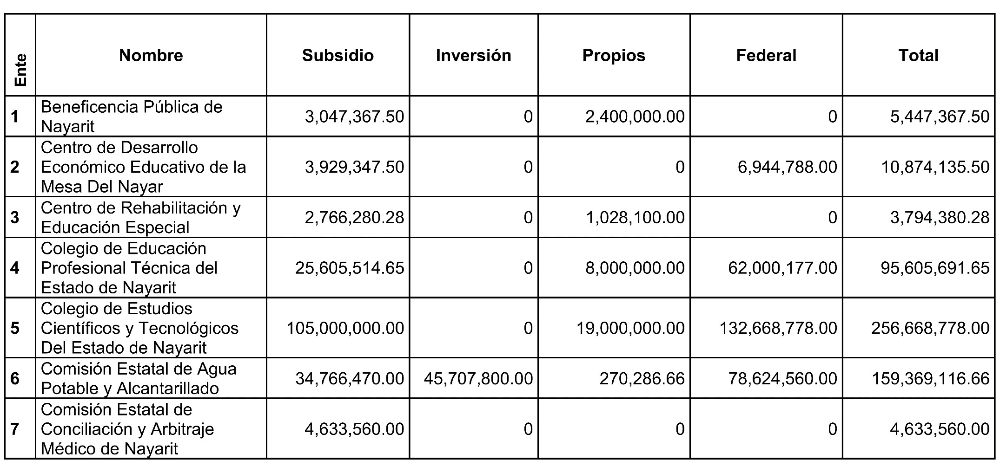 Ente Nombre Subsidio Inversión Propios Federal Total
1 Beneficencia Pública de Nayarit 3,047,367.50 0 2,400,000.00 0 5,447,367.50
2 Centro de Desarrollo Económico Educativo de la Mesa Del Nayar 3,929,347.50 0 0 6,944,788.00 10,874,135.50
3 Centro de Rehabilitación y Educación Especial 2,766,280.28 0 1,028,100.00 0 3,794,380.28
4 Colegio de Educación Profesional Técnica del Estado de Nayarit 25,605,514.65 0 8,000,000.00 62,000,177.00 95,605,691.65
5 Colegio de Estudios Científicos y Tecnológicos Del Estado de Nayarit 105,000,000.00 0 19,000,000.00 132,668,778.00 256,668,778.00
6 Comisión Estatal de Agua Potable y Alcantarillado 34,766,470.00 45,707,800.00 270,286.66 78,624,560.00 159,369,116.66
7 Comisión Estatal de Conciliación y Arbitraje Médico de Nayarit 4,633,560.00 0 0 0 4,633,560.00